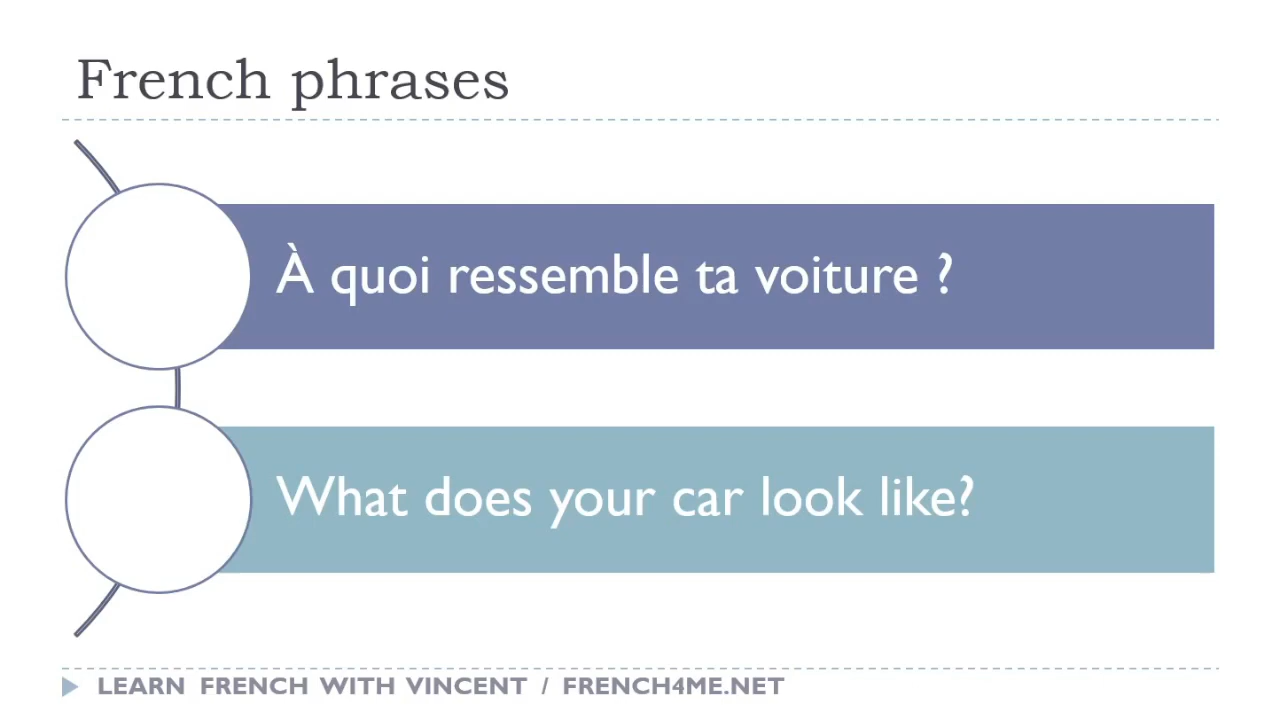 French phrases
À quoi ressemble ta voiture ?
What does your car look like?
LEARN FRENCH WITH VINCENT / FRENCH4ME.NET